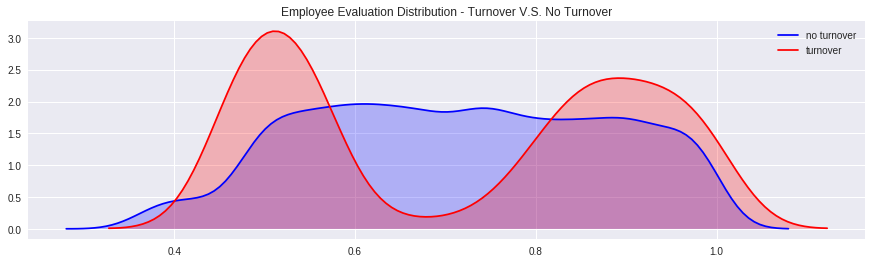 Employee Evaluation Distribution - Turnover V.S. No Turnover
no turnover
turnover
3.0
2.5
2.0
1.5
1.0
0.5
0.0
0.4 0.6 0.8 1.0